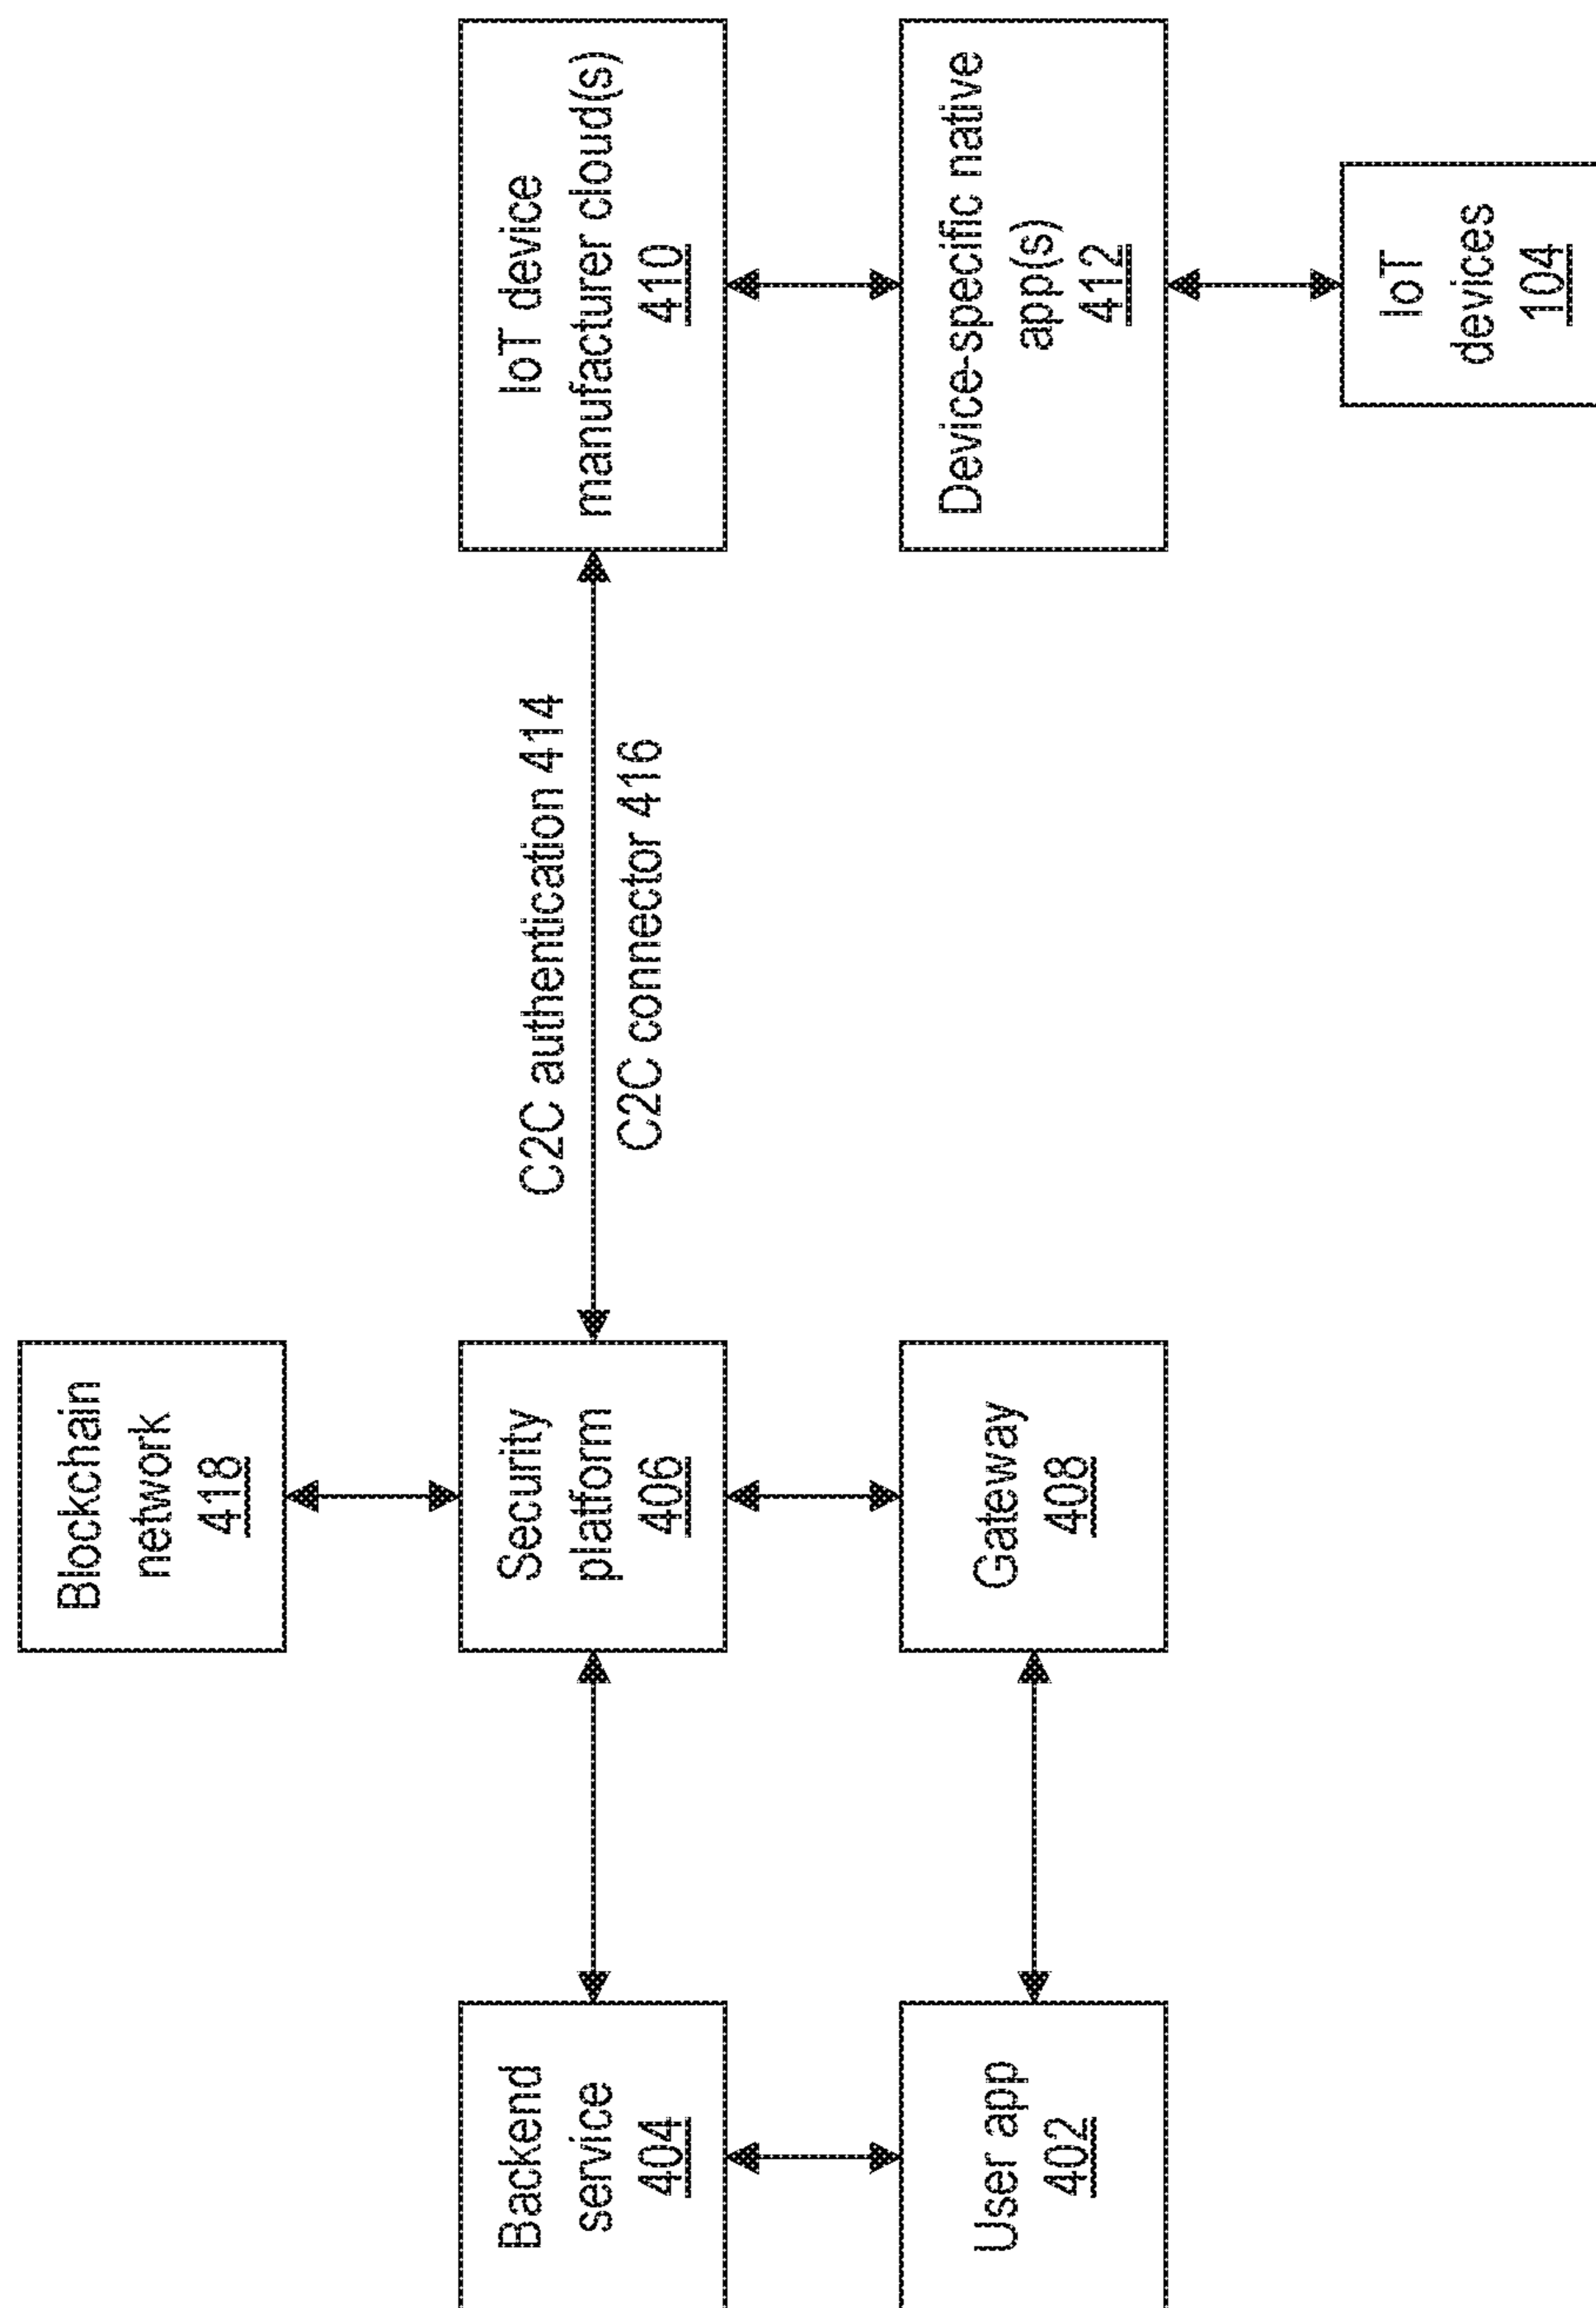 Blockchain
network
418
Backend
service
404
Security
platform
406
C2C authentication 414
C2C connector 416
IoT device
manufacturer cloud(s)
410
User app
402
Gateway
408
Device-specific native
app(s)
412
IoT
devices
104